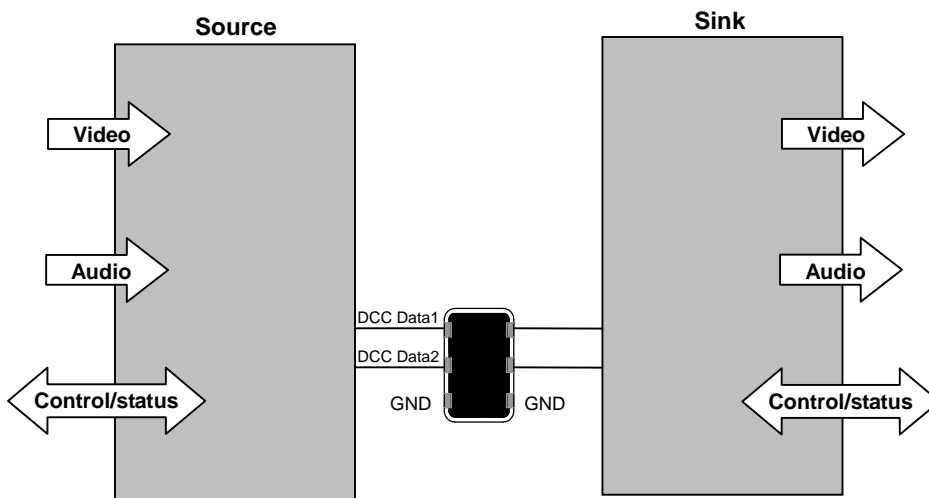 Source
Sink
Video
Video
Audio
Audio
DCC Data1
DCC Data2
GND
GND
Control/status
Control/status